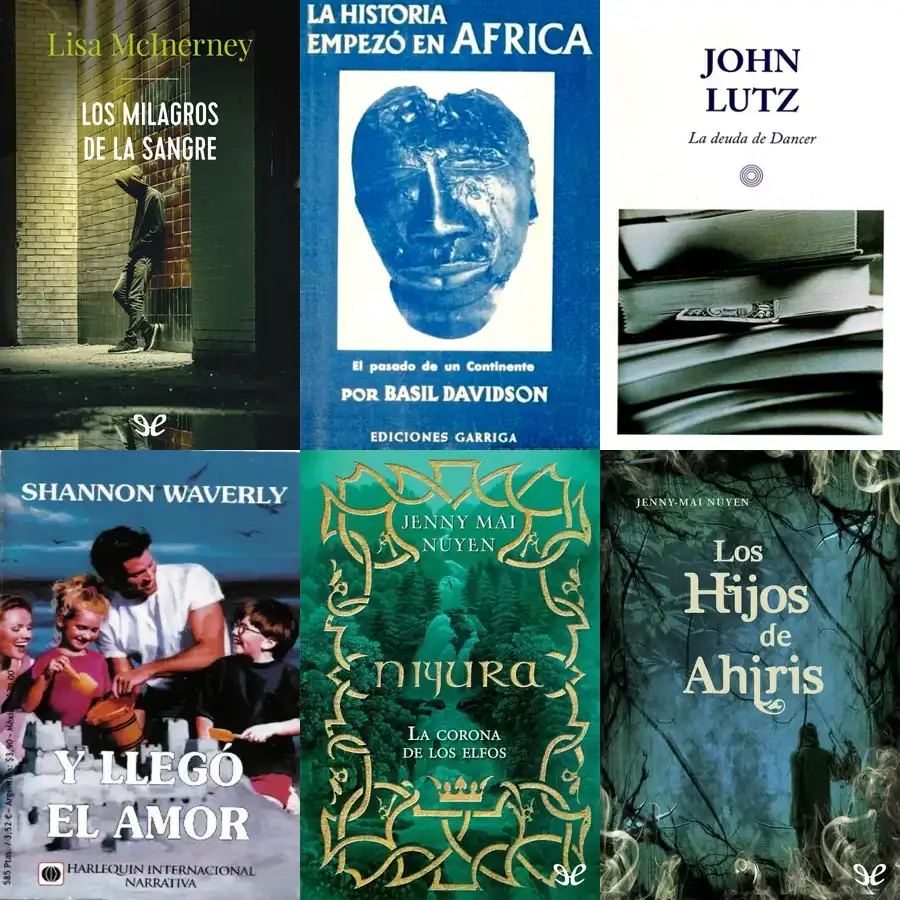 Lisa McInerney
LOS MILAGROS
DE LA SANGRE
LA HISTORIA
EMPEZÓ EN AFRICA
El pasado de un Continente
POR BASIL DAVIDSON
EDICIONES GARRIGA
JOHN
LUTZ
La deuda de Dancer
SHANNON WAVERLY
Y LLEGÓ
EL AMOR
HARLEQUIN INTERNACIONAL
NARRATIVA
JENNY MAI
NUYEN
NIJURA
LA CORONA
DE LOS ELFOS
JENNY-MAI NUYEN
Los
Hijos
de
Ahiris